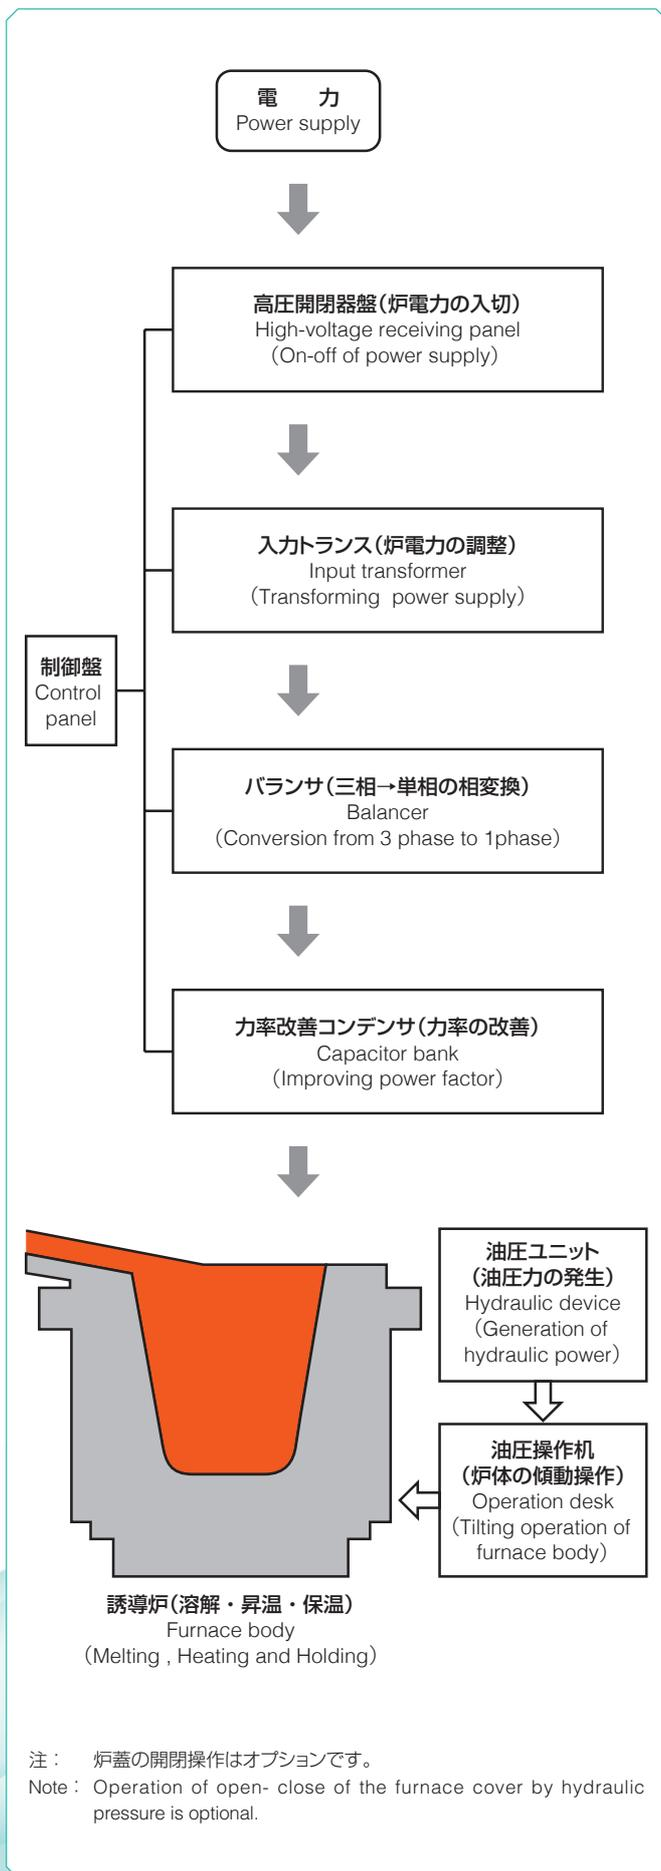 電　　力
Power supply
高圧開閉器盤（炉電力の入切）
High-voltage receiving panel
（On-off of power supply）
入力トランス（炉電力の調整）
Input transformer
（Transforming power supply）
制御盤
Control
panel
バランサ（三相→単相の相変換）
Balancer
（Conversion from 3 phase to 1phase）
力率改善コンデンサ（力率の改善）
Capacitor bank
（Improving power factor）
油圧ユニット
（油圧力の発生）
Hydraulic device
（Generation of
hydraulic power）
油圧操作机
（炉体の傾動操作）
Operation desk
（Tilting operation of
furnace body）
誘導炉（溶解・昇温・保温）
Furnace body
（Melting , Heating and Holding）
注：　炉蓋の開閉操作はオプションです。
Note： Operation of open- close of the furnace cover by hydraulic
pressure is optional.